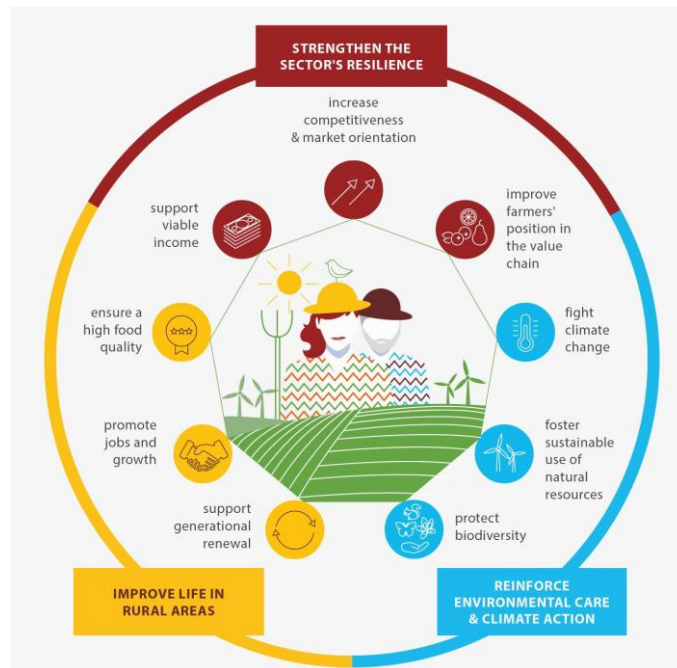 STRENGTHEN THE
SECTOR'S RESILIENCE
increase
competitiveness
& market orientation
support
viable
income
improve
farmers'
position in
the value
chain
ensure a
high food
quality
fight
climate
change
promote
jobs and
growth
foster
sustainable
use of
natural
resources
support
generational
renewal
protect
biodiversity
IMPROVE LIFE IN
RURAL AREAS
REINFORCE
ENVIRONMENTAL CARE
& CLIMATE ACTION